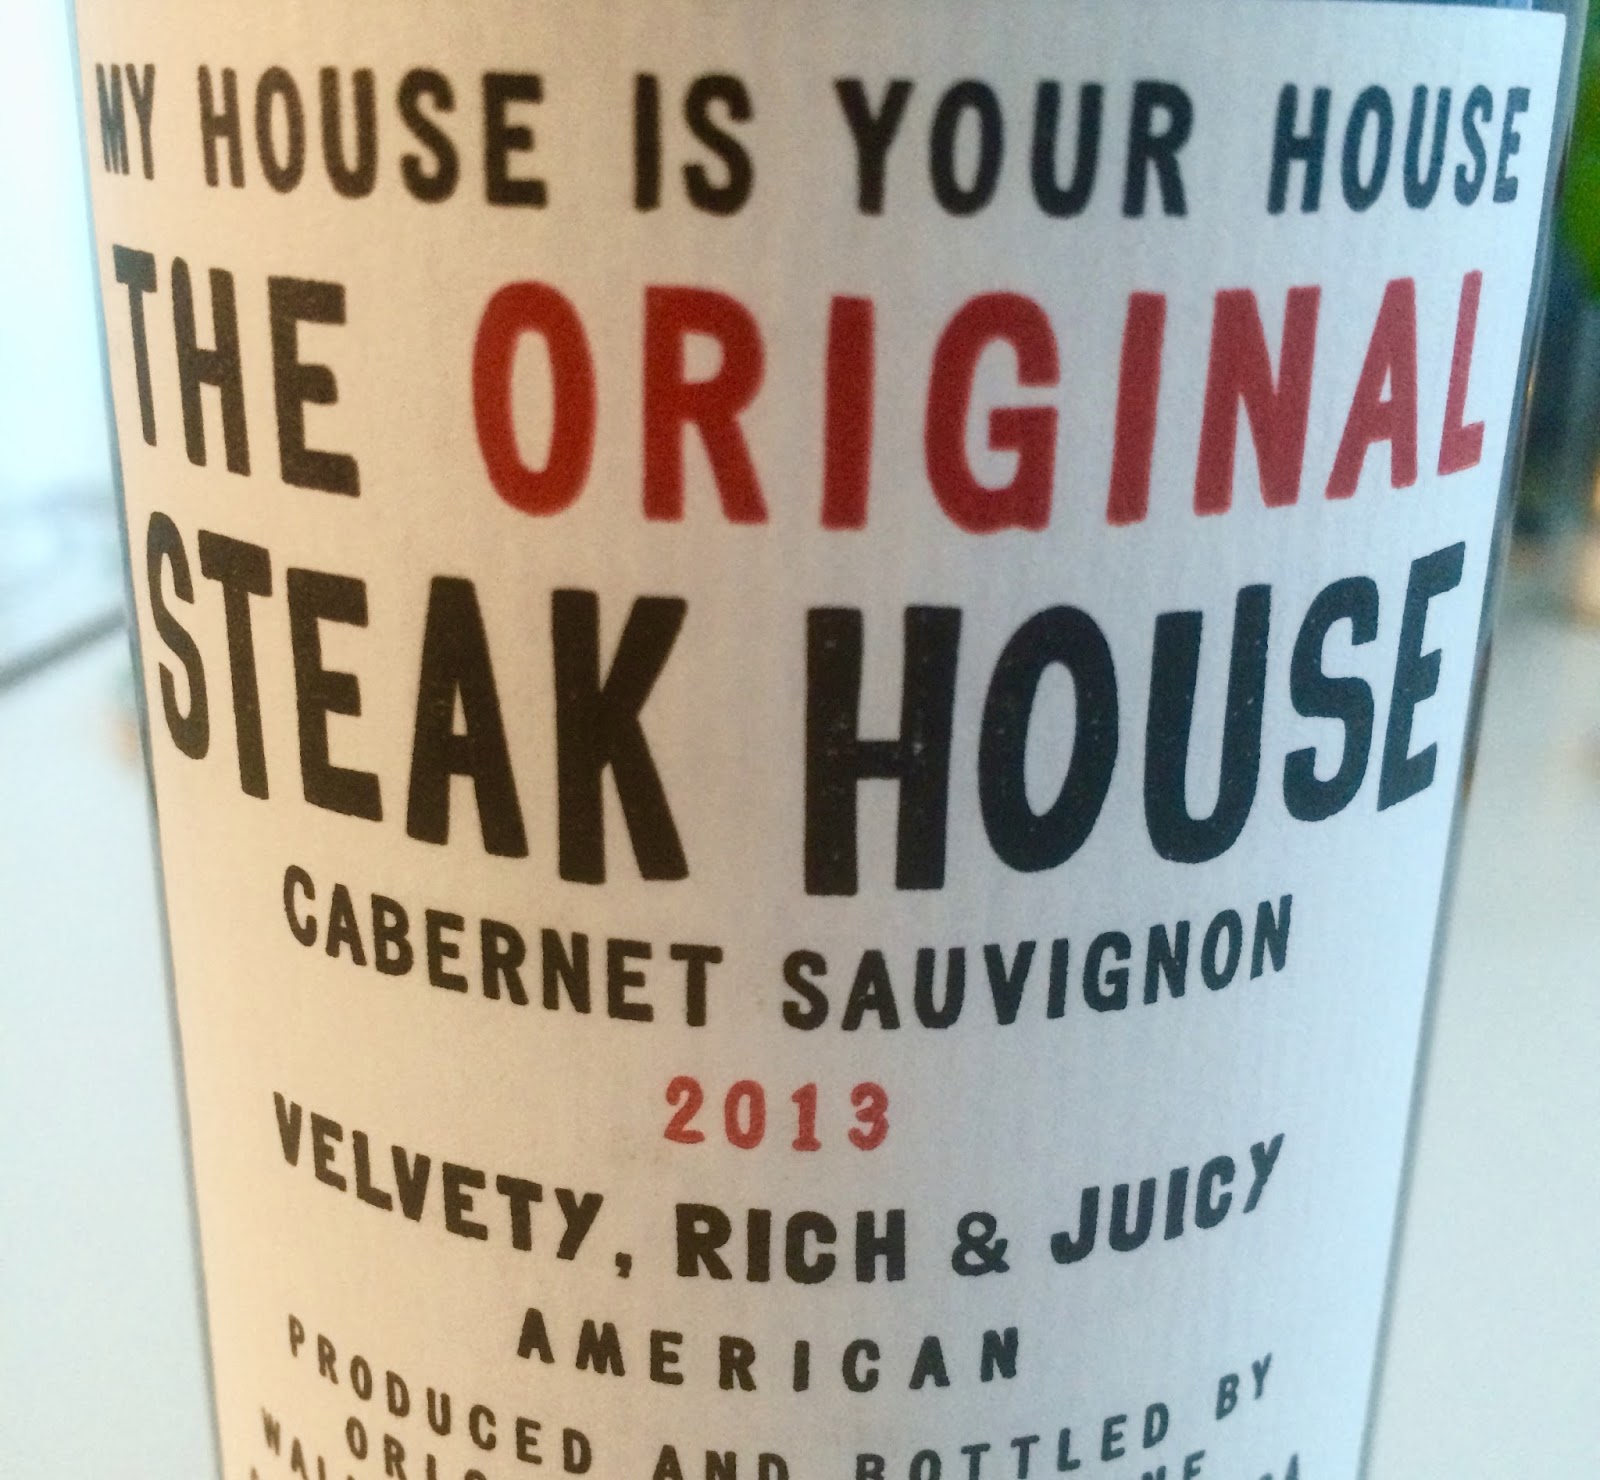 MY HOUSE IS YOUR HOUSE
THE ORIGINAL
STEAK HOUSE
CABERNET SAUVIGNON
2013
VELVETY, RICH & JUICY
AMERICAN
PRODUCED AND BOTTLED BY